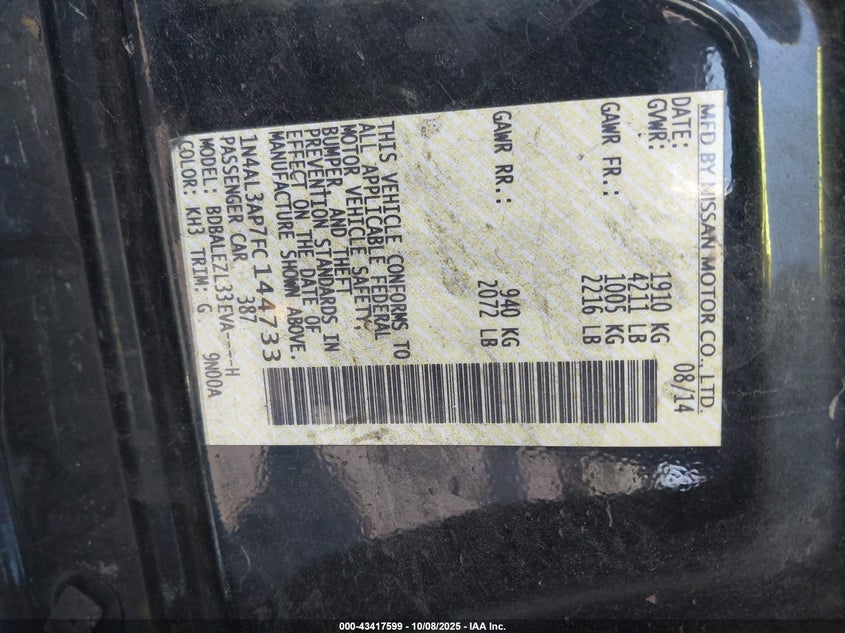 MFD BY NISSAN MOTOR CO., LTD.
DATE: 08/14
GVWR: 1910 KG
4211 LB
GAWR FR.: 1005 KG
2216 LB
GAWR RR.: 940 KG
2072 LB
THIS VEHICLE CONFORMS TO
ALL APPLICABLE FEDERAL
MOTOR VEHICLE SAFETY,
BUMPER, AND THEFT
PREVENTION STANDARDS IN
EFFECT ON THE DATE OF
MANUFACTURE SHOWN ABOVE.
1N4AL3AP7FC144733
PASSENGER CAR 387
MODEL: BDBALEZL33EVA---H
COLOR: KH3 TRIM: G 9N00A
000-43417599 - 10/08/2025 - IAA Inc.